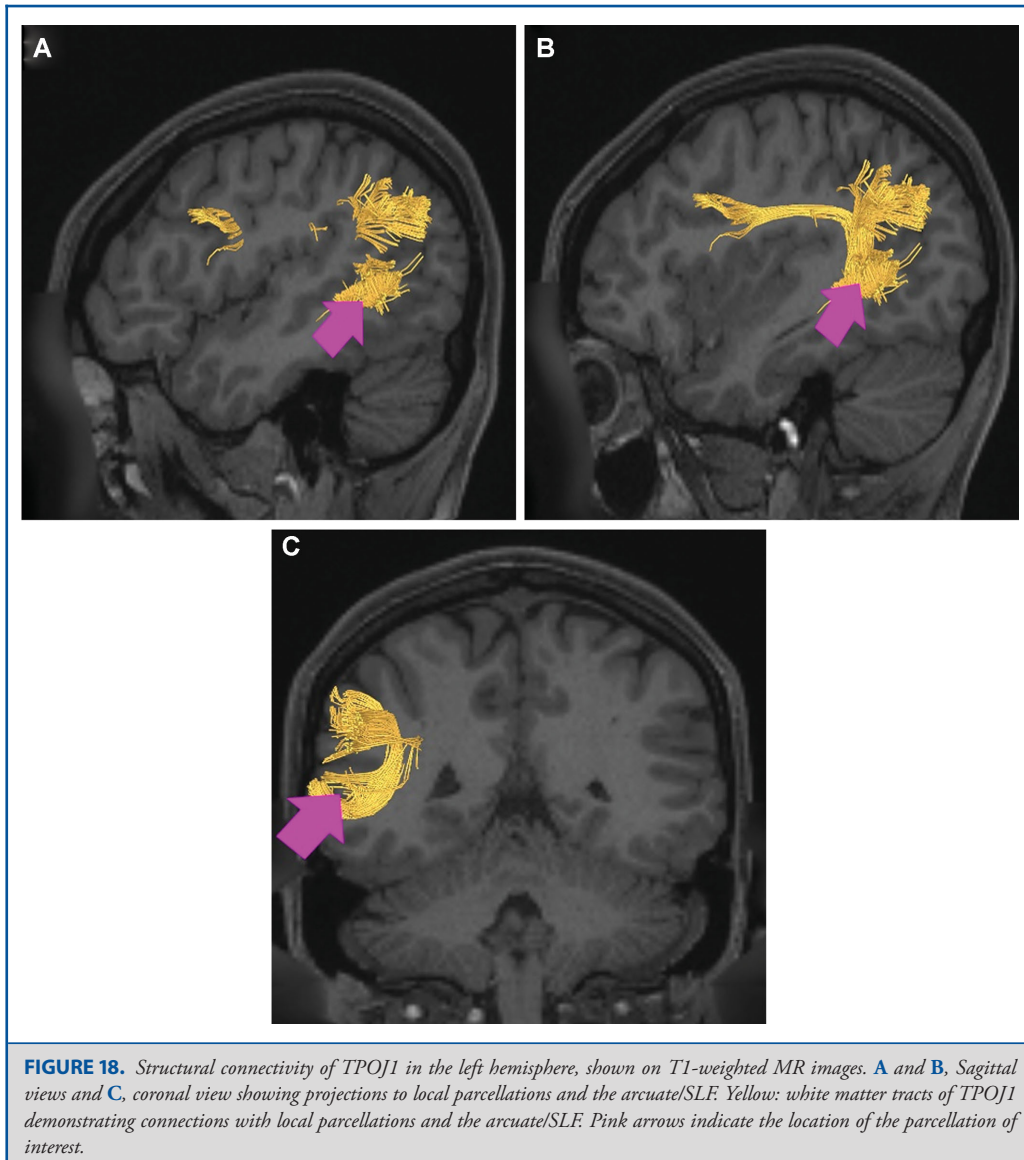 A
B
C
FIGURE 18. Structural connectivity of TPOJ1 in the left hemisphere, shown on T1-weighted MR images. A and B, Sagittal
views and C, coronal view showing projections to local parcellations and the arcuate/SLF. Yellow: white matter tracts of TPOJ1
demonstrating connections with local parcellations and the arcuate/SLF. Pink arrows indicate the location of the parcellation of
interest.